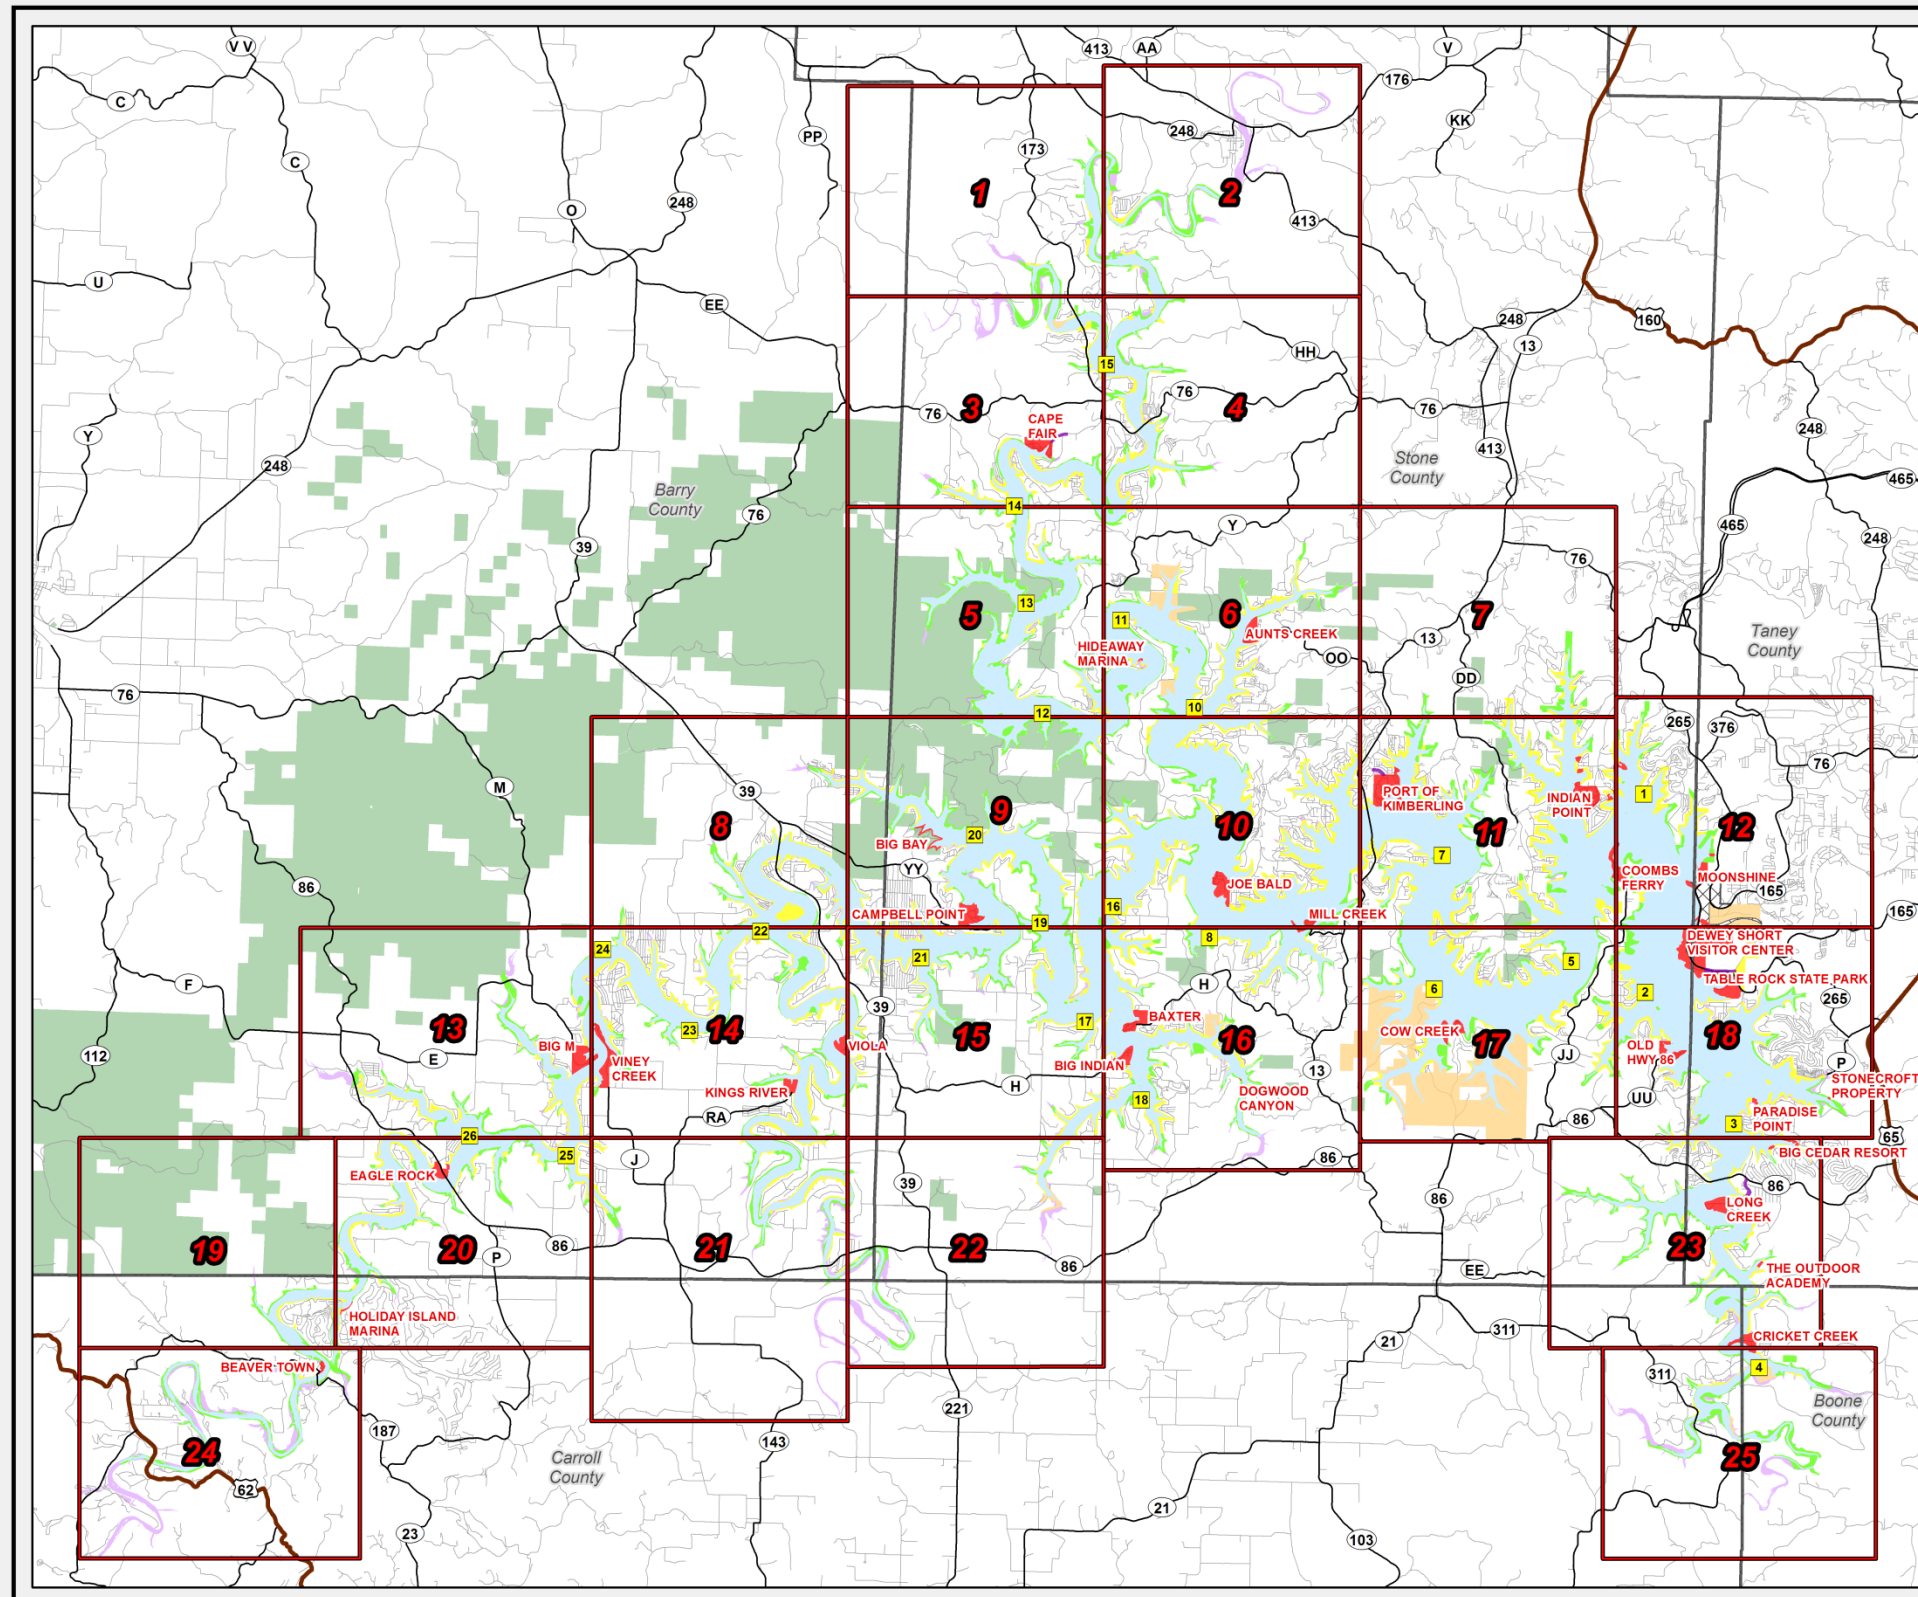 V V
413
AA
V
C
176
KK
PP
248
173
C
1
2
248
O
413
U
EE
248
160
13
HH
15
76
3
76
4
76
Y
CAPE
FAIR
248
413
Stone
County
248
465
Barry
County
76
14
Y
465
39
76
248
5
13
11
6
7
AUNTS CREEK
13
Taney
County
HIDEAWAY
MARINA
OO
DD
76
12
10
265
376
76
M
39
PORT OF
KIMBERLING
INDIAN
POINT
1
8
9
10
11
12
20
BIG BAY
7
YY
COOMBS
FERRY
MOONSHINE
165
86
JOE BALD
CAMPBELL POINT
16
MILL CREEK
165
19
22
24
21
8
DEWEY SHORT
VISITOR CENTER
5
TABLE ROCK STATE PARK
F
H
6
2
265
39
13
23
14
17
BAXTER
15
16
COW CREEK
17
18
BIG M
VINEY
CREEK
VIOLA
OLD
HWY 86
112
E
BIG INDIAN
JJ
P
KINGS RIVER
H
13
STONECROFT
PROPERTY
18
DOGWOOD
CANYON
UU
RA
86
PARADISE
POINT
3
26
65
25
J
BIG CEDAR RESORT
EAGLE ROCK
86
39
86
86
LONG
CREEK
19
20
P
86
21
22
86
23
EE
THE OUTDOOR
ACADEMY
HOLIDAY ISLAND
MARINA
21
311
CRICKET CREEK
BEAVER TOWN
4
311
Boone
County
187
221
24
143
25
Carroll
County
62
21
23
103